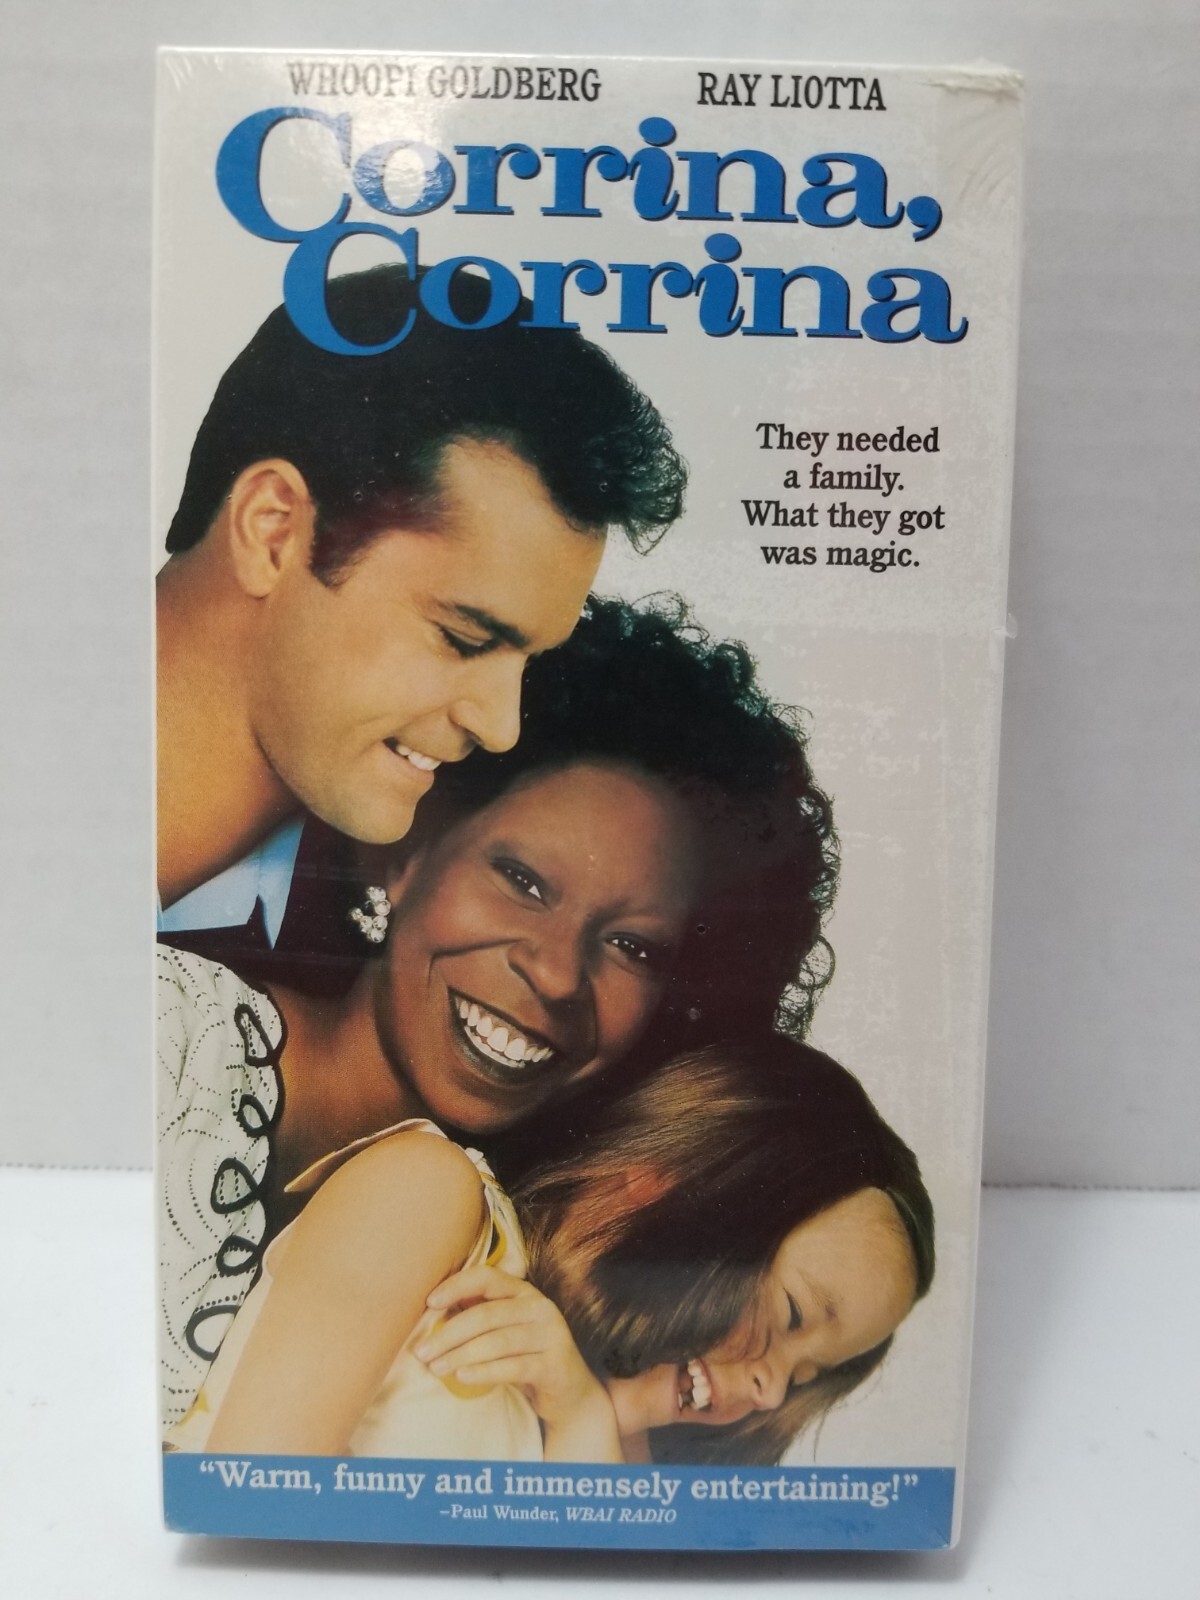 WHOOPI GOLDBERG RAY LIOTTA
Corrina,
Corrina
They needed
a family.
What they got
was magic.
"Warm, funny and immensely entertaining!"
–Paul Wunder, WBAI RADIO